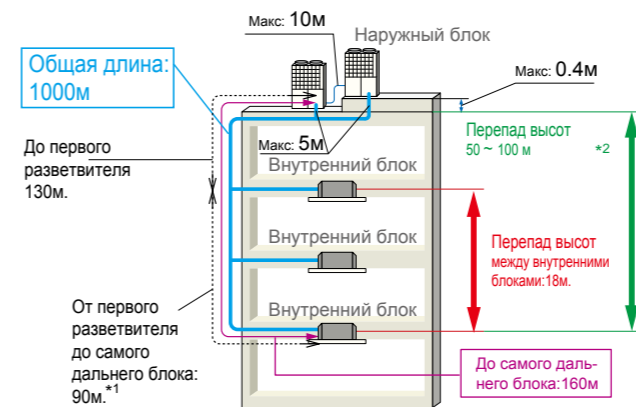 Макс: 10м
Наружный блок
Общая длина:
1000м
Макс: 0.4м
Макс: 5м
Перепад высот
50 ~ 100 м *2
До первого
разветвителя
130м.
Внутренний блок
Внутренний блок
Перепад высот
между внутренними
блоками:18м.
От первого
разветвителя
до самого
дальнего блока:
90м.*1
Внутренний блок
До самого даль-
него блока:160м